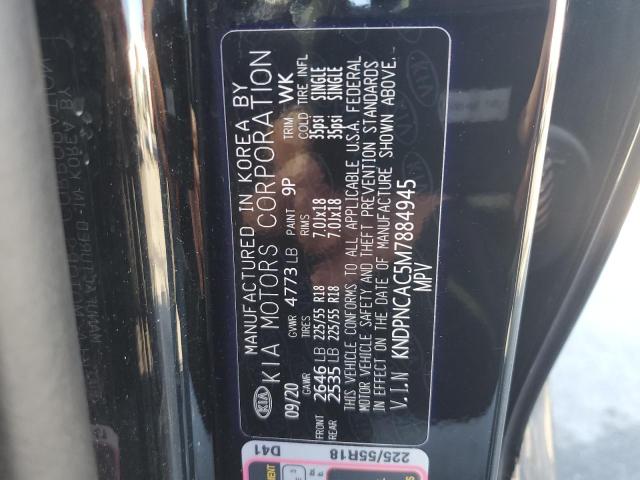 KIA
MANUFACTURED IN KOREA BY
KIA MOTORS CORPORATION
09/20 GVWR 4773 LB PAINT 9P TRIM WK
GAWR TIRES RIMS COLD TIRE INFL
FRONT 2646 LB 225/55 R18 7.0JX18 35psi SINGLE
REAR 2535 LB 225/55 R18 7.0JX18 35psi SINGLE
THIS VEHICLE CONFORMS TO ALL APPLICABLE U.S.A. FEDERAL
MOTOR VEHICLE SAFETY AND THEFT PREVENTION STANDARDS
IN EFFECT ON THE DATE OF MANUFACTURE SHOWN ABOVE.
V.I.N KNDPNCAC5M7884945
MPV
D41
225/55R18